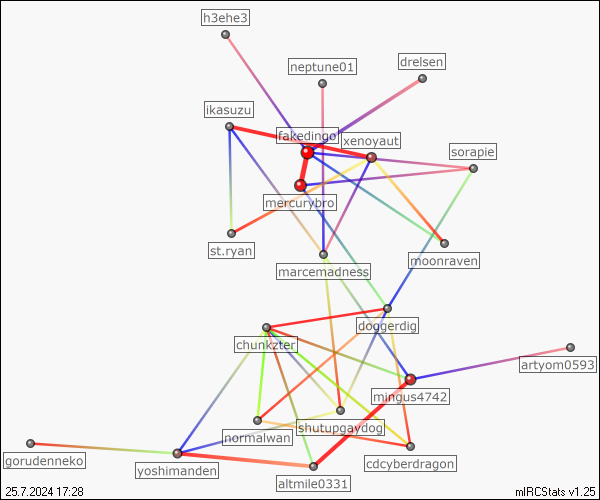 h3ehe3
neptune01
drelsen
ikasuzu
fakedingo
xenoyaut
sorapie
mercurybro
st.ryan
moonraven
marcemadness
doggerdig
chunkzter
artyom0593
mingus4742
shutupgaydog
normalwan
gorudenneko
cdcyberdragon
yoshimanden
altmile0331
25.7.2024 17:28
mIRCStats v1.25